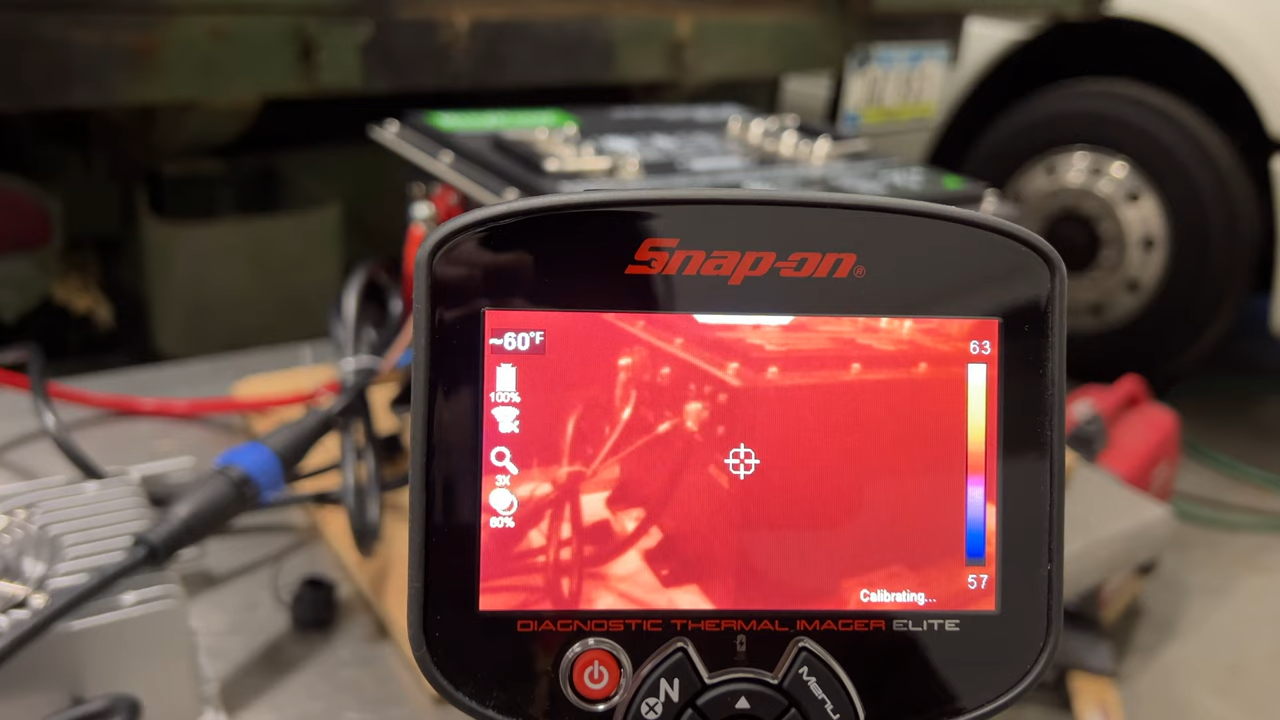 Snap-on®
~60°F
63
100%
3X
60%
57
Calibrating...
DIAGNOSTIC THERMAL IMAGER ELITE
N
Menu